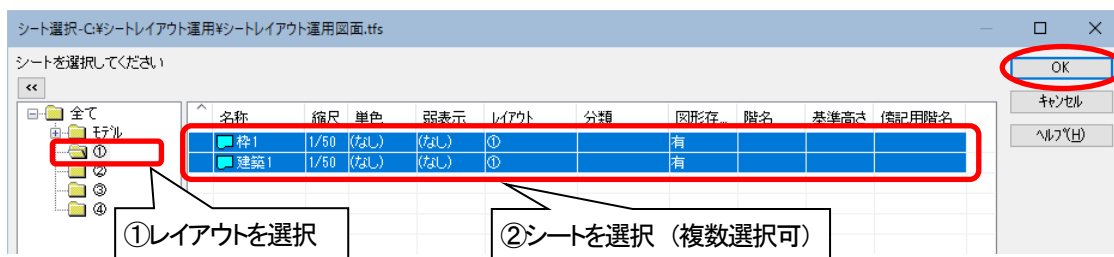 シート選択-C:¥シートレイアウト運用¥シートレイアウト運用図面.tfs
シートを選択してください
<<
OK
キャンセル
ヘルプ(H)
全て
モデル
①
②
③
④
名称 縮尺 単色 弱表示 レイアウト 分類 図形存... 階名 基準高さ 傍記用階名
枠1 1/50 (なし) (なし) ① 有
建築1 1/50 (なし) (なし) ① 有
①レイアウトを選択
②シートを選択（複数選択可）